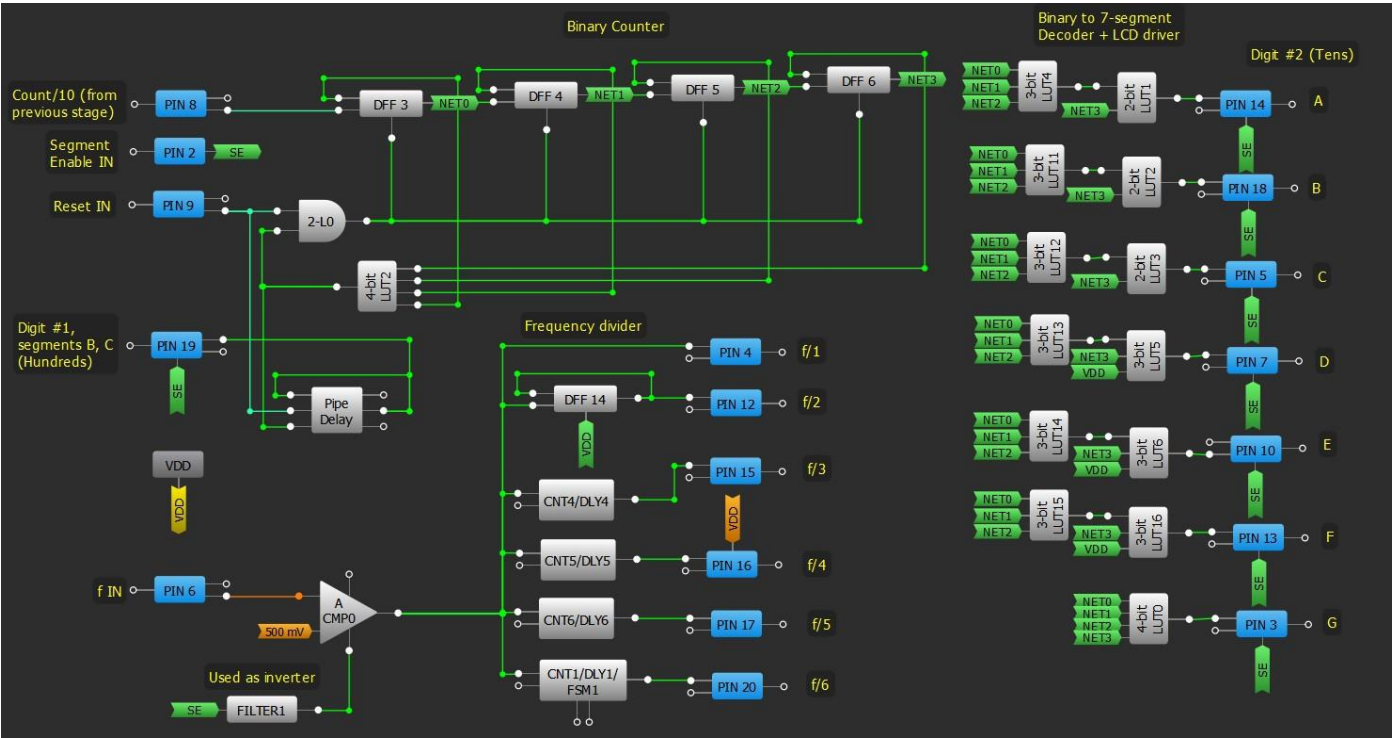 Binary Counter
Binary to 7-segment
Decoder + LCD driver
Digit #2 (Tens)
Count/10 (from
previous stage)
PIN 8
DFF 3
NET0
DFF 4
NET1
DFF 5
NET2
DFF 6
NET3
Segment
Enable IN
PIN 2
SE
Reset IN
PIN 9
2-L0
4-bit
LUT2
Digit #1,
segments B, C
(Hundreds)
PIN 19
SE
Pipe
Delay
VDD
VDD
f IN
PIN 6
500 mV
A
CMP0
Used as inverter
SE
FILTER1
Frequency divider
PIN 4
f/1
DFF 14
VDD
PIN 12
f/2
CNT4/DLY4
PIN 15
f/3
VDD
CNT5/DLY5
PIN 16
f/4
CNT6/DLY6
PIN 17
f/5
CNT1/DLY1/
FSM1
PIN 20
f/6
NET0
NET1
NET2
3-bit
LUT4
NET3
2-bit
LUT1
PIN 14
A
SE
NET0
NET1
NET2
3-bit
LUT11
NET3
2-bit
LUT2
PIN 18
B
SE
NET0
NET1
NET2
3-bit
LUT12
NET3
2-bit
LUT3
PIN 5
C
SE
NET0
NET1
NET2
3-bit
LUT13
NET3
VDD
3-bit
LUT5
PIN 7
D
SE
NET0
NET1
NET2
3-bit
LUT14
NET3
VDD
3-bit
LUT6
PIN 10
E
SE
NET0
NET1
NET2
3-bit
LUT15
NET3
VDD
3-bit
LUT16
PIN 13
F
SE
NET0
NET1
NET2
NET3
4-bit
LUT0
PIN 3
G
SE